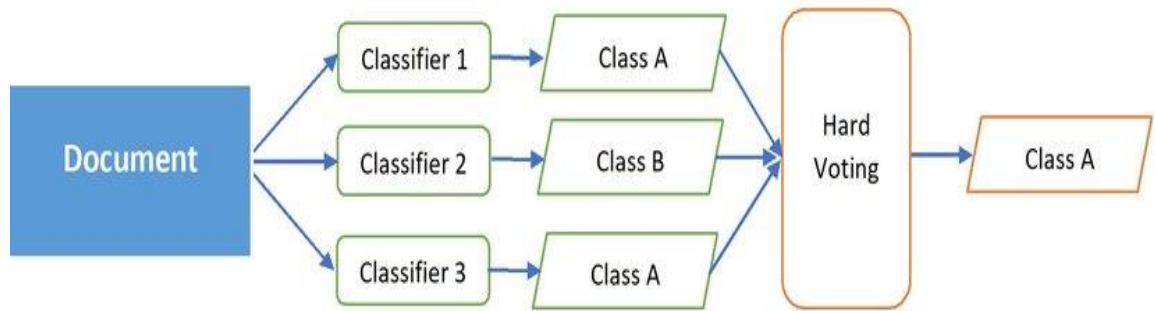 Document
Classifier 1
Class A
Classifier 2
Class B
Classifier 3
Class A
Hard
Voting
Class A